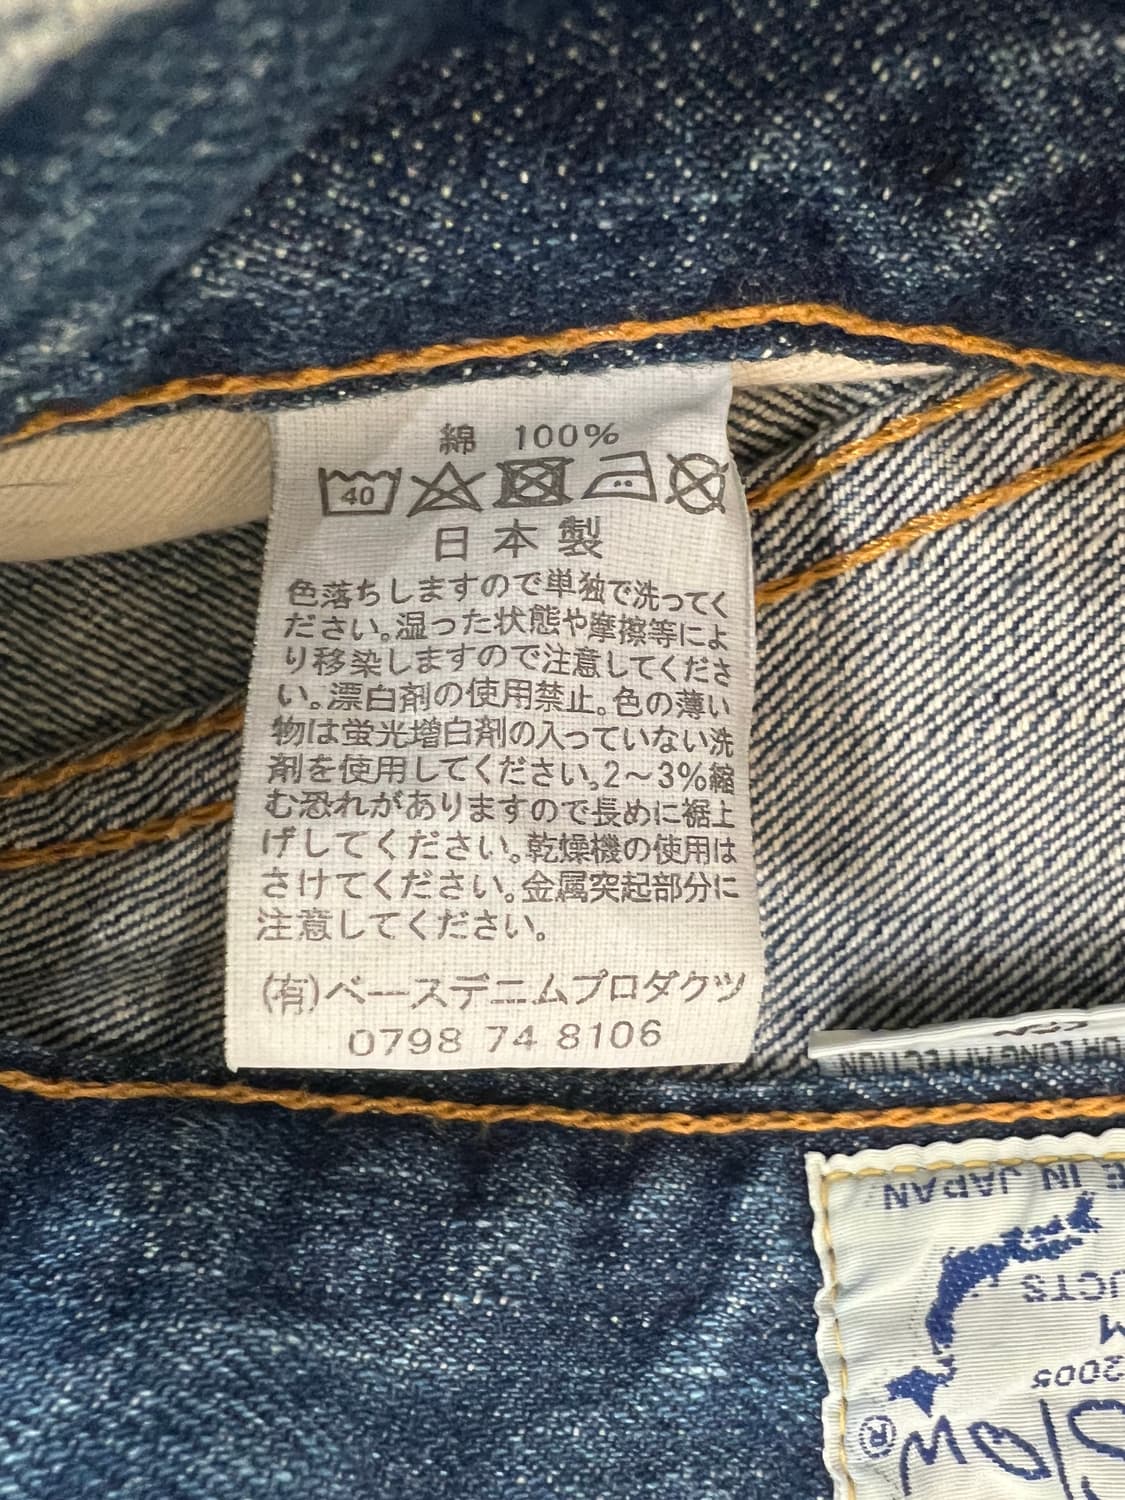 綿 100%
40
日本製
色落ちしますので単独で洗ってく
ださい。湿った状態や摩擦等によ
り移染しますので注意してくださ
い。漂白剤の使用禁止。色の薄い
物は蛍光増白剤の入っていない洗
剤を使用してください。2〜3%縮
む恐れがありますので長めに裾上
げしてください。乾燥機の使用は
さけてください。金属突起部分に
注意してください。
(有)ベースデニムプロダクツ
0798 74 8106
OR LONG AFFECTION
E IN JAPAN
UCTS
M
2005
Slow®